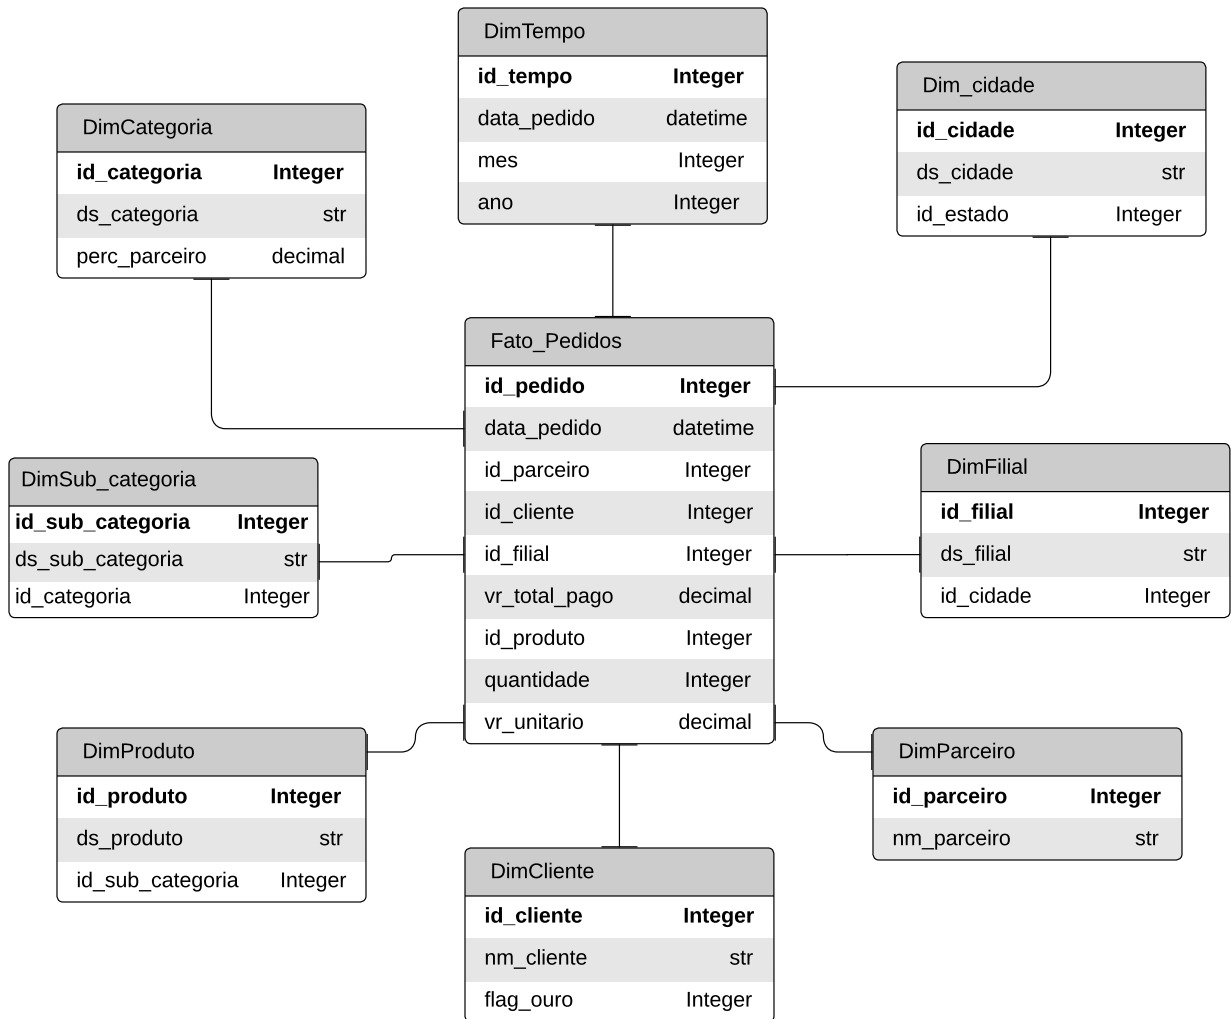 DimTempo
id_tempo Integer
data_pedido datetime
mes Integer
ano Integer
Dim_cidade
id_cidade Integer
ds_cidade str
id_estado Integer
DimCategoria
id_categoria Integer
ds_categoria str
perc_parceiro decimal
Fato_Pedidos
id_pedido Integer
data_pedido datetime
id_parceiro Integer
id_cliente Integer
id_filial Integer
vr_total_pago decimal
id_produto Integer
quantidade Integer
vr_unitario decimal
DimSub_categoria
id_sub_categoria Integer
ds_sub_categoria str
id_categoria Integer
DimFilial
id_filial Integer
ds_filial str
id_cidade Integer
DimProduto
id_produto Integer
ds_produto str
id_sub_categoria Integer
DimParceiro
id_parceiro Integer
nm_parceiro str
DimCliente
id_cliente Integer
nm_cliente str
flag_ouro Integer